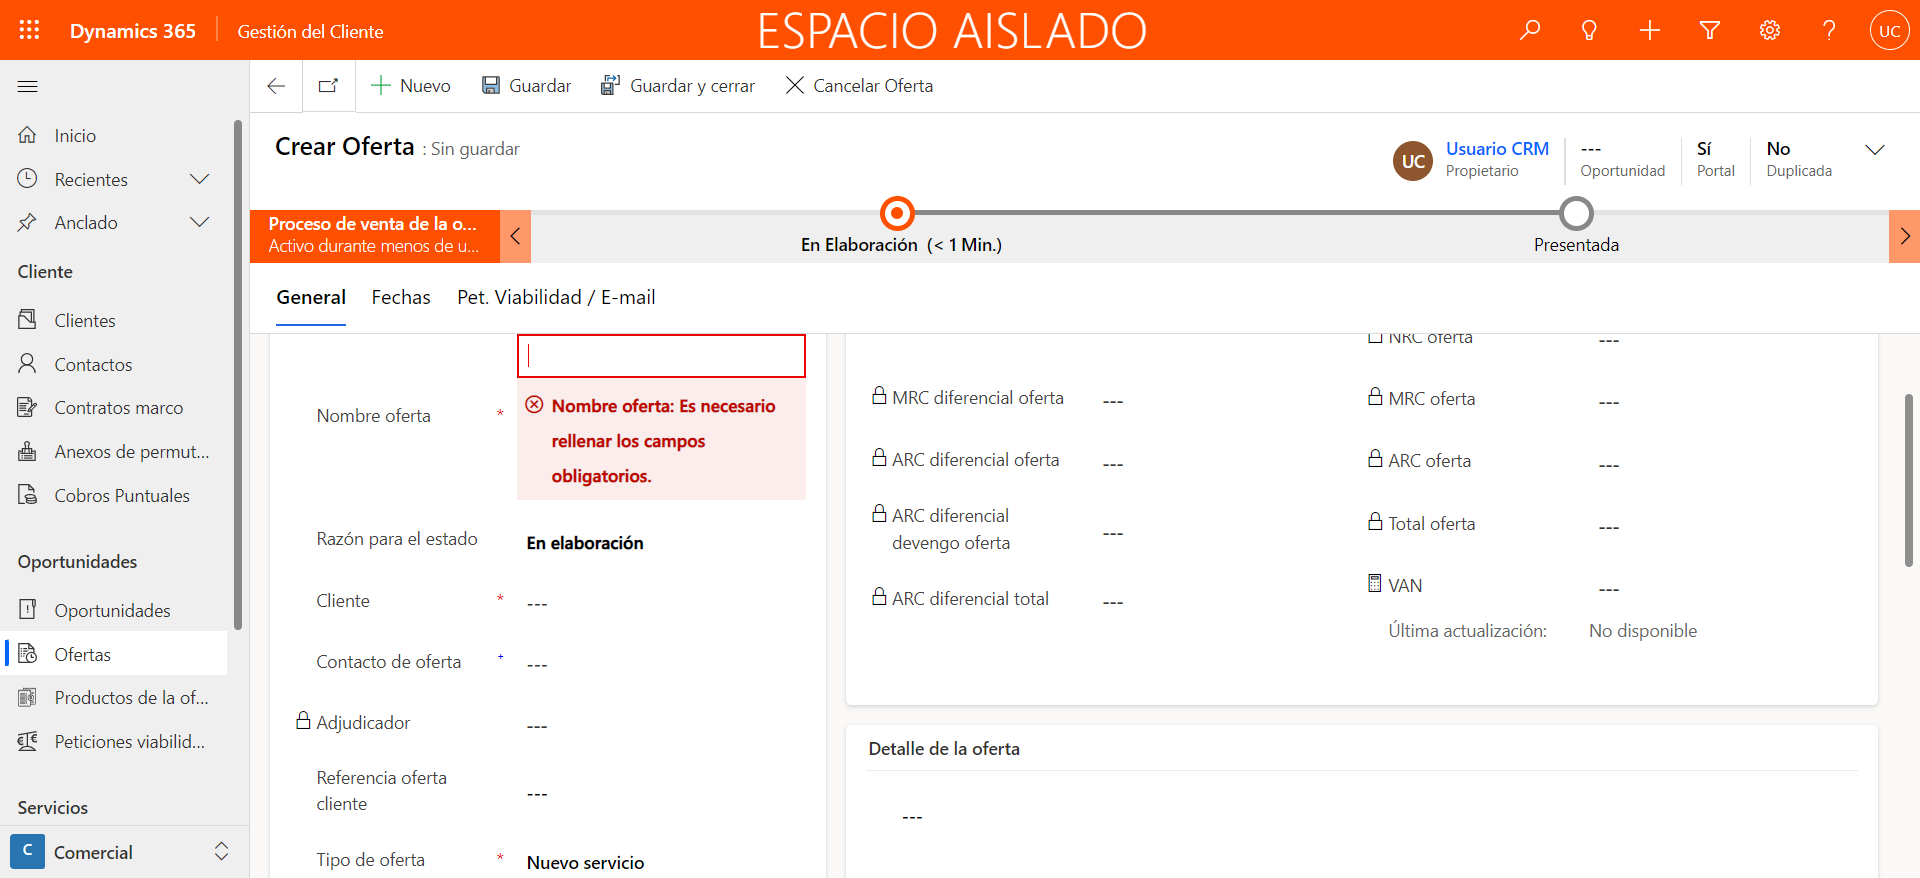 Dynamics 365
Gestión del Cliente
ESPACIO AISLADO
UC
Nuevo
Guardar
Guardar y cerrar
Cancelar Oferta
Inicio
Recientes
Anclado
Cliente
Clientes
Contactos
Contratos marco
Anexos de permut...
Cobros Puntuales
Oportunidades
Oportunidades
Ofertas
Productos de la of...
Peticiones viabilid...
Servicios
C
Comercial
Crear Oferta : Sin guardar
UC
Usuario CRM
Propietario
---
Oportunidad
Sí
Portal
No
Duplicada
Proceso de venta de la o...
Activo durante menos de u...
En Elaboración (< 1 Min.)
Presentada
General
Fechas
Pet. Viabilidad / E-mail
Nombre oferta *
Nombre oferta: Es necesario
rellenar los campos
obligatorios.
Razón para el estado
En elaboración
Cliente * ---
Contacto de oferta + ---
Adjudicador ---
Referencia oferta
cliente
---
Tipo de oferta * Nuevo servicio
MRC diferencial oferta ---
ARC diferencial oferta ---
ARC diferencial
devengo oferta
---
ARC diferencial total ---
NRC oferta ---
MRC oferta ---
ARC oferta ---
Total oferta ---
VAN ---
Última actualización: No disponible
Detalle de la oferta
---